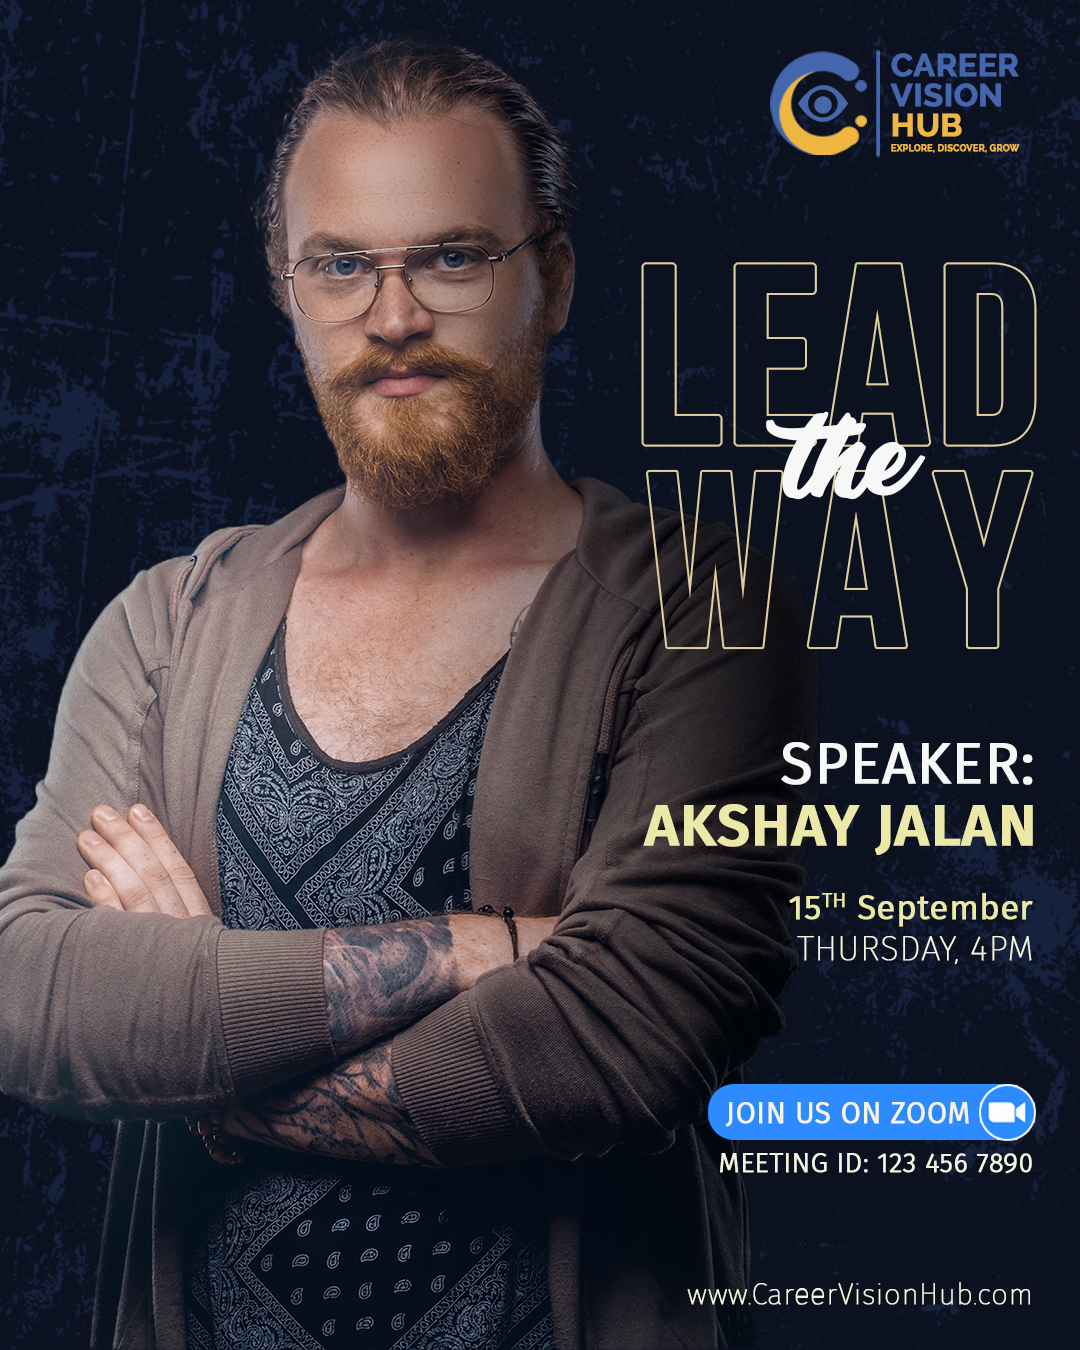 CAREER
VISION
HUB
EXPLORE, DISCOVER, GROW
LEAD
the
WAY
SPEAKER:
AKSHAY JALAN
15TH September
THURSDAY, 4PM
JOIN US ON ZOOM
MEETING ID: 123 456 7890
www.CareerVisionHub.com